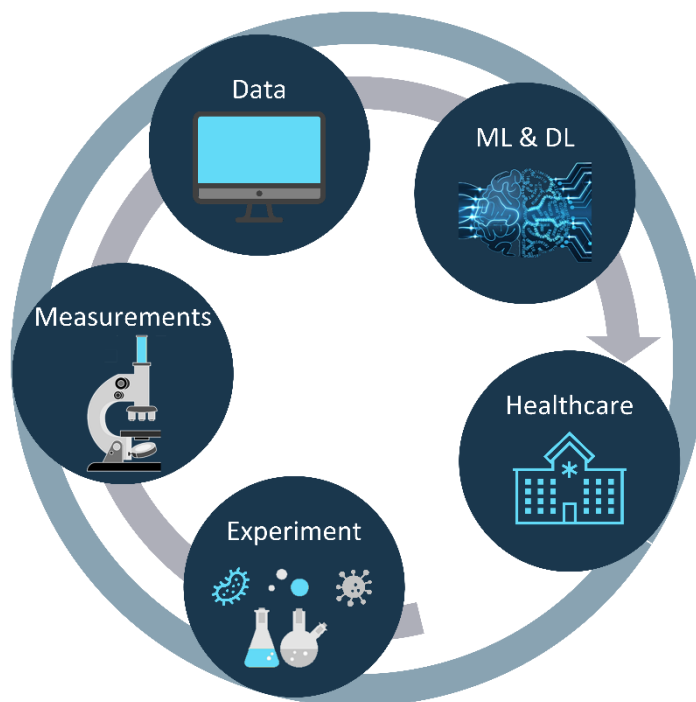 Data
ML & DL
Measurements
Healthcare
Experiment